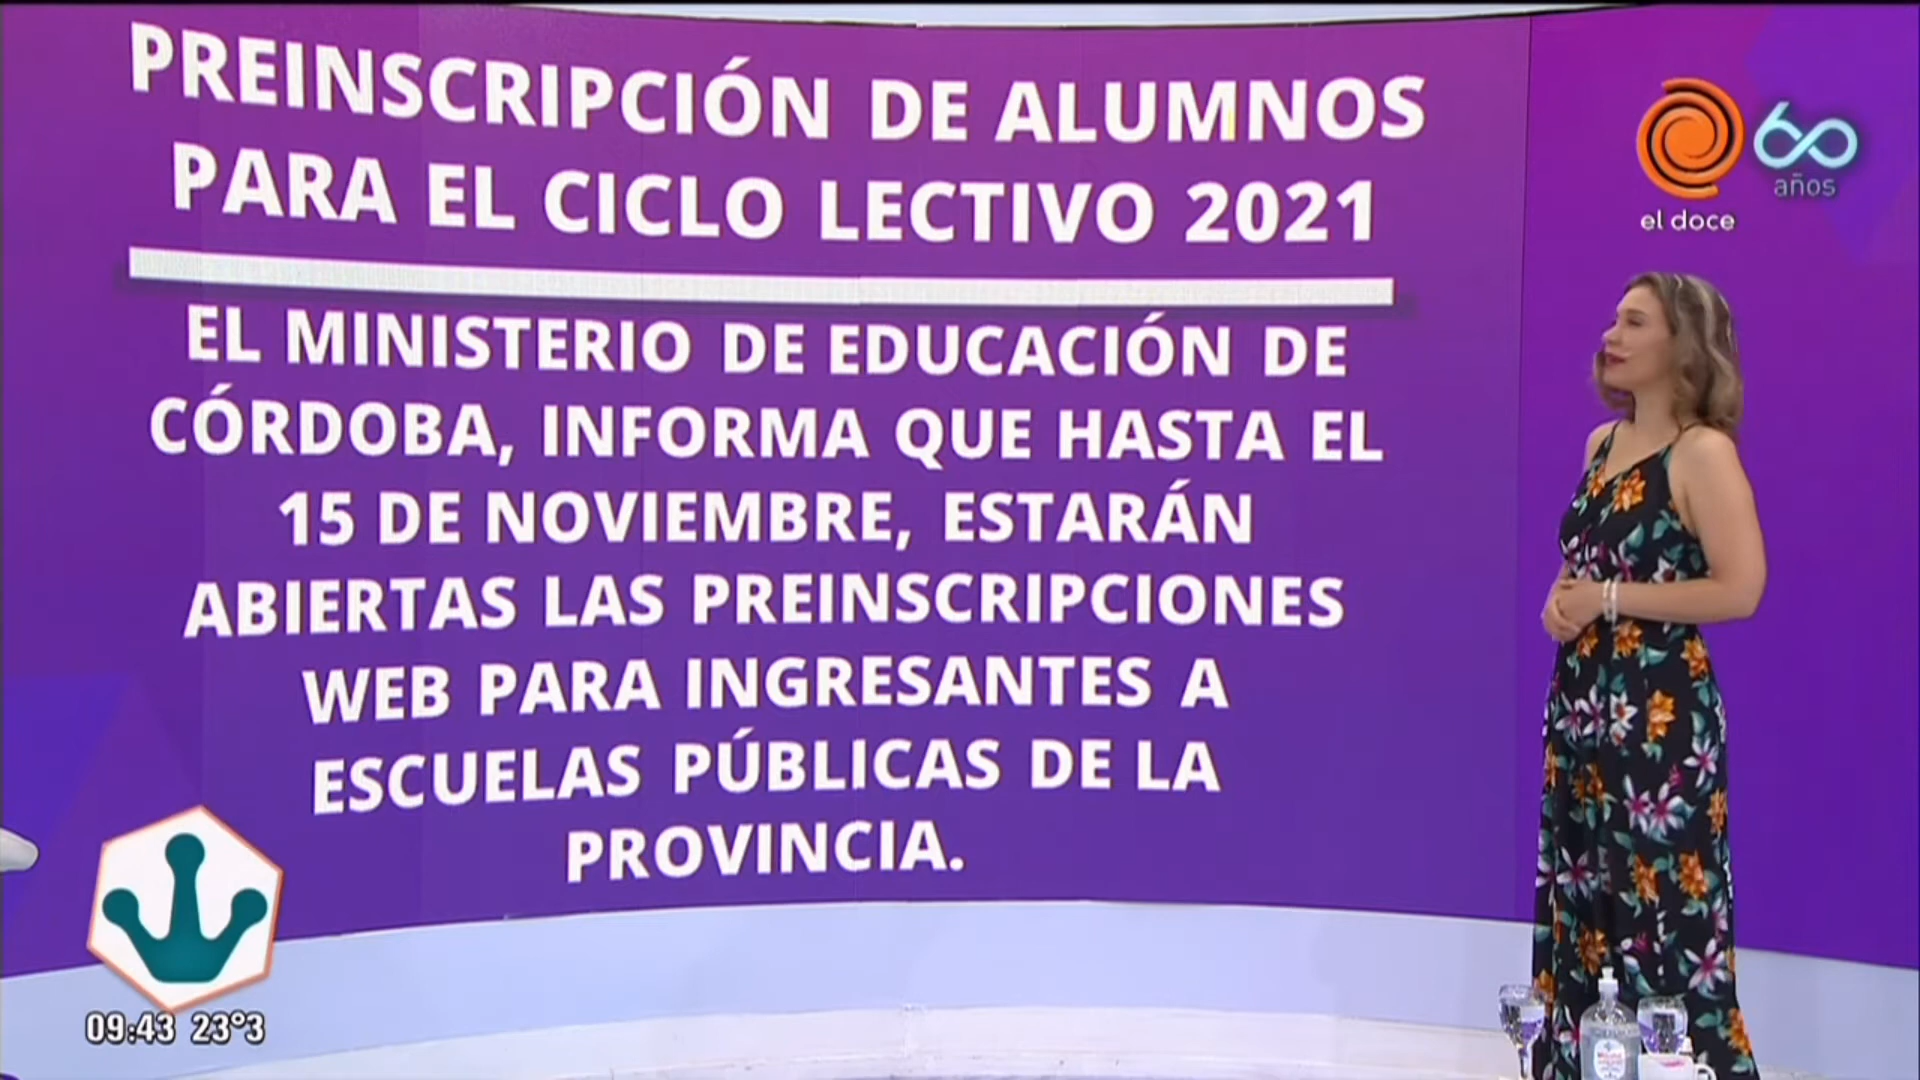 PREINSCRIPCIÓN DE ALUMNOS
PARA EL CICLO LECTIVO 2021
EL MINISTERIO DE EDUCACIÓN DE
CÓRDOBA, INFORMA QUE HASTA EL
15 DE NOVIEMBRE, ESTARÁN
ABIERTAS LAS PREINSCRIPCIONES
WEB PARA INGRESANTES A
ESCUELAS PÚBLICAS DE LA
PROVINCIA.
60
años
el doce
09:43 23°3